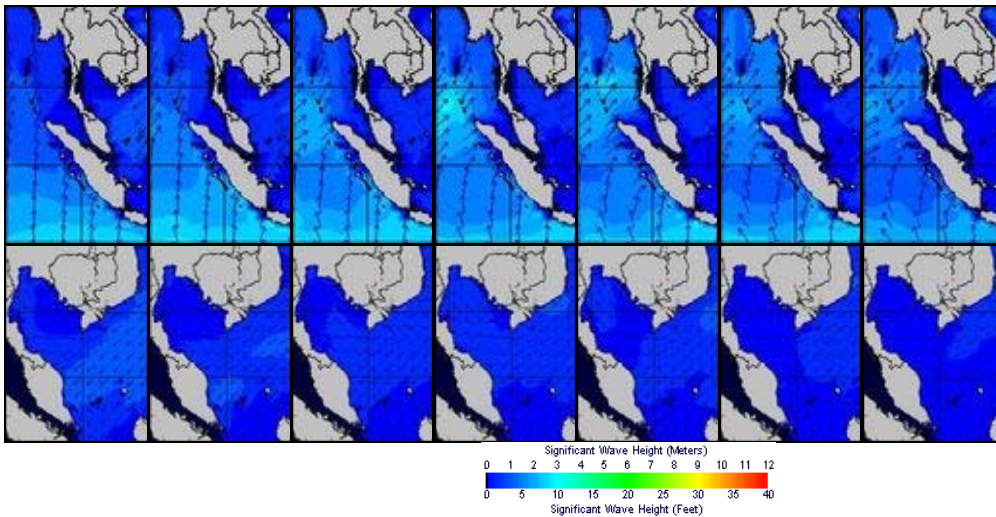 Significant Wave Height (Meters)
0 1 2 3 4 5 6 7 8 9 10 11 12
0 5 10 15 20 25 30 35 40
Significant Wave Height (Feet)